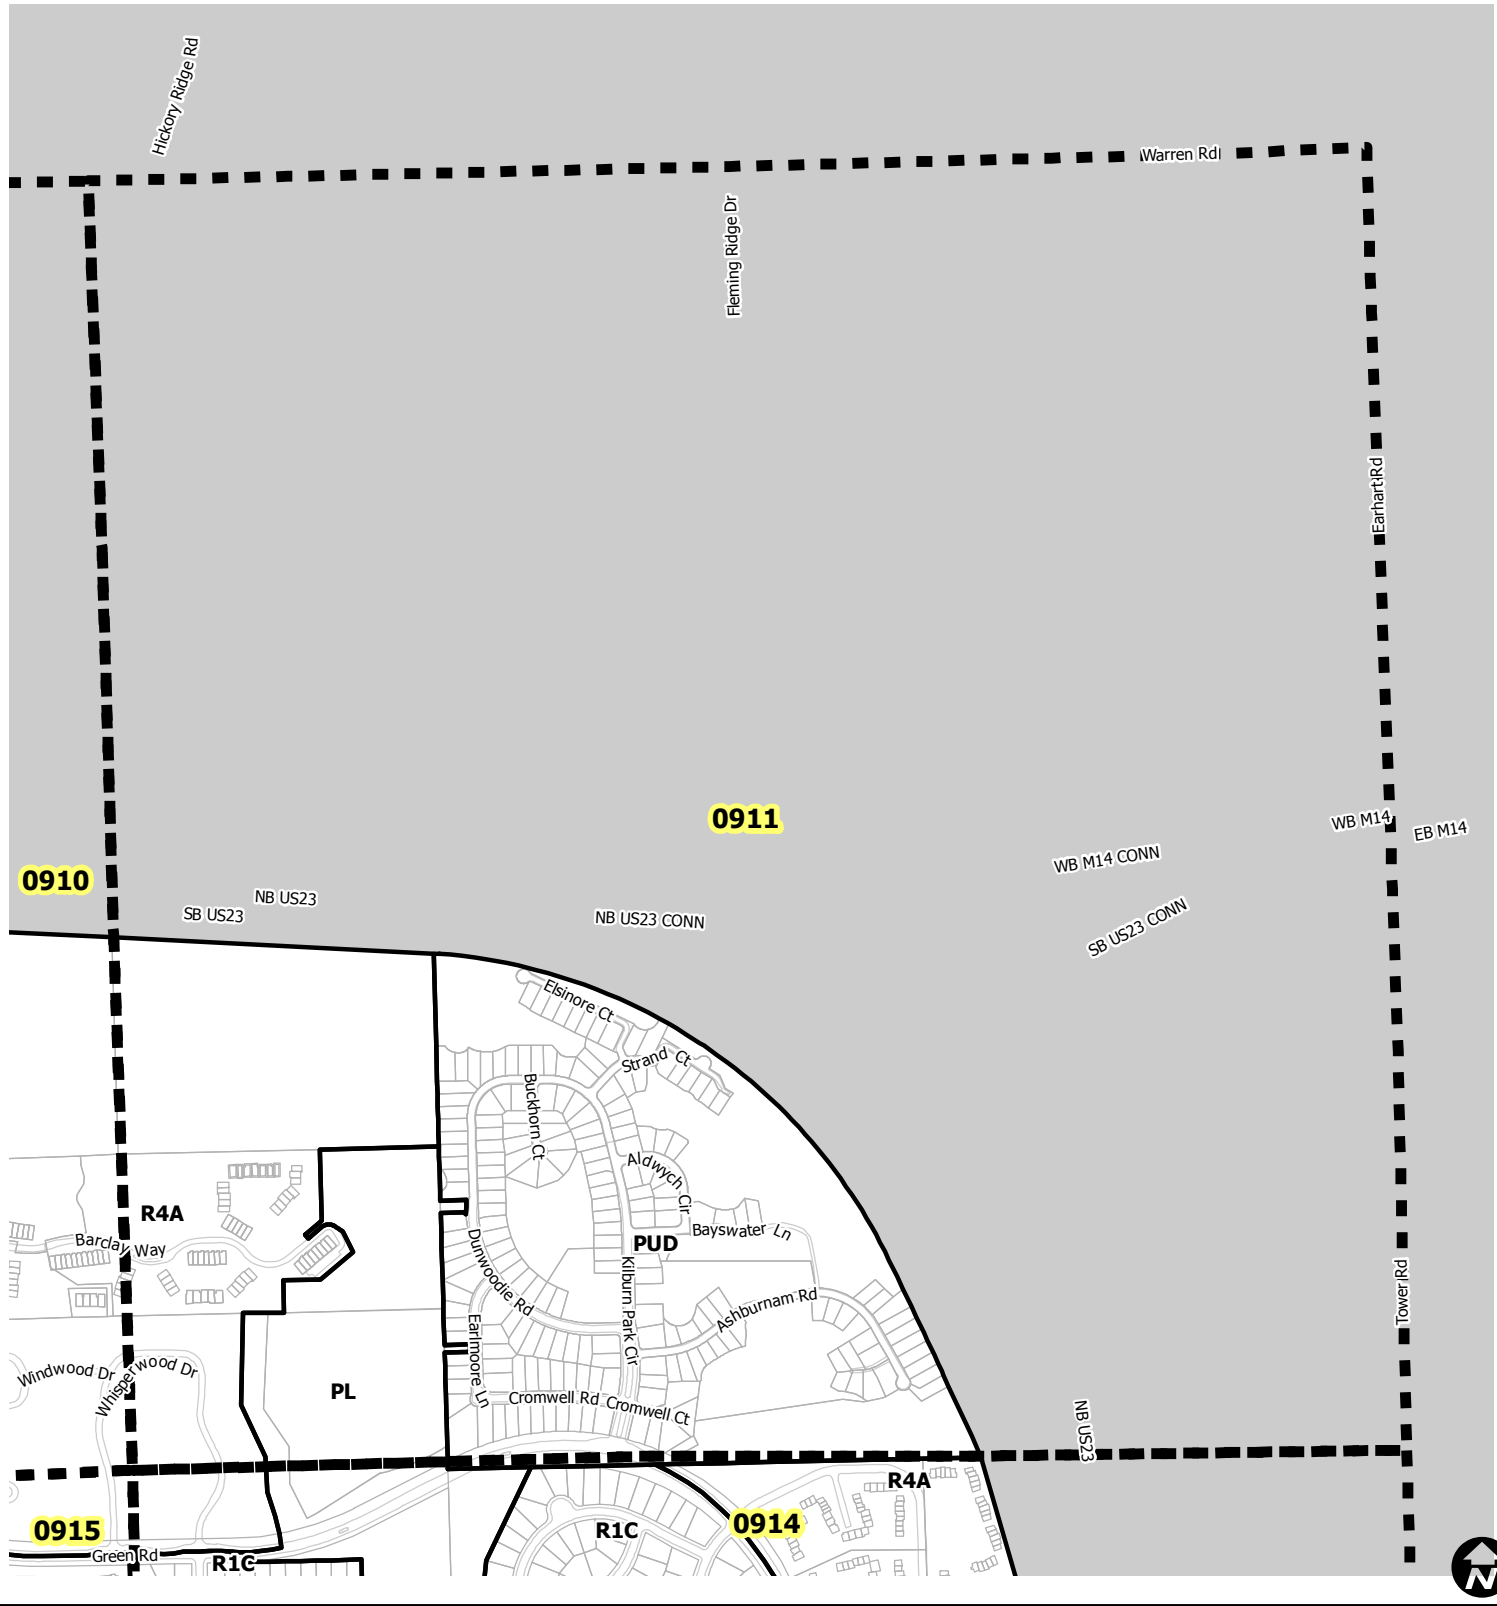 Hickory Ridge Rd
Warren Rd
Fleming Ridge Dr
Earhart Rd
0911
WB M14
EB M14
WB M14 CONN
0910
NB US23
SB US23
NB US23 CONN
SB US23 CONN
Elsinore Ct
Strand Ct
Buckhorn Ct
Aldwych Cir
R4A
Bayswater Ln
Barclay Way
PUD
Dunwoodie Rd
Kilburn Park Cir
Tower Rd
Ashburnam Rd
Earlmoore Ln
Windwood Dr
Whisperwood Dr
PL
Cromwell Rd
Cromwell Ct
NB US23
R4A
0915
R1C
0914
Green Rd
R1C
N